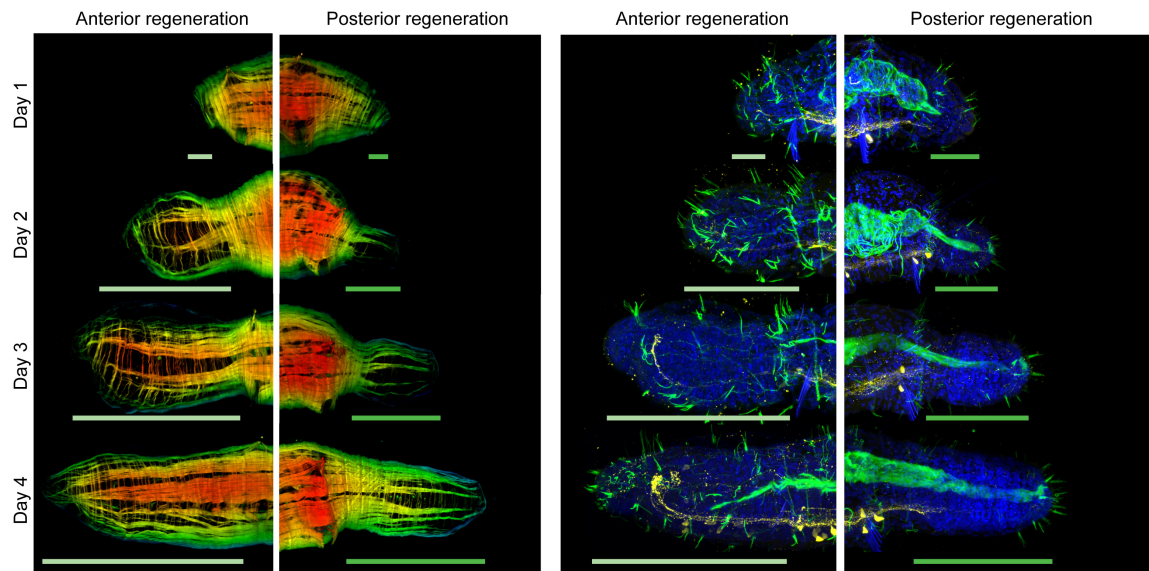 Anterior regeneration Posterior regeneration Anterior regeneration Posterior regeneration
Day 1
Day 2
Day 3
Day 4